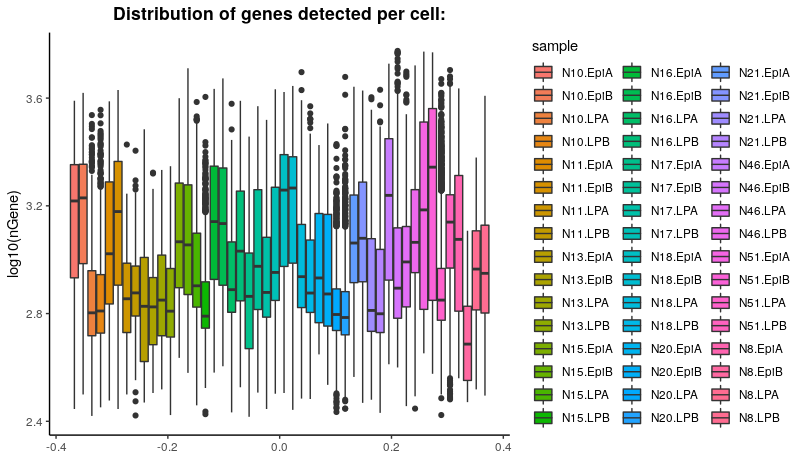 Distribution of genes detected per cell:
log10(nGene)
3.6
3.2
2.8
2.4
-0.4
-0.2
0.0
0.2
0.4
sample
N10.EpIA
N10.EpIB
N10.LPA
N10.LPB
N11.EpIA
N11.EpIB
N11.LPA
N11.LPB
N13.EpIA
N13.EpIB
N13.LPA
N13.LPB
N15.EpIA
N15.EpIB
N15.LPA
N15.LPB
N16.EpIA
N16.EpIB
N16.LPA
N16.LPB
N17.EpIA
N17.EpIB
N17.LPA
N17.LPB
N18.EpIA
N18.EpIB
N18.LPA
N18.LPB
N20.EpIA
N20.EpIB
N20.LPA
N20.LPB
N21.EpIA
N21.EpIB
N21.LPA
N21.LPB
N46.EpIA
N46.EpIB
N46.LPA
N46.LPB
N51.EpIA
N51.EpIB
N51.LPA
N51.LPB
N8.EpIA
N8.EpIB
N8.LPA
N8.LPB